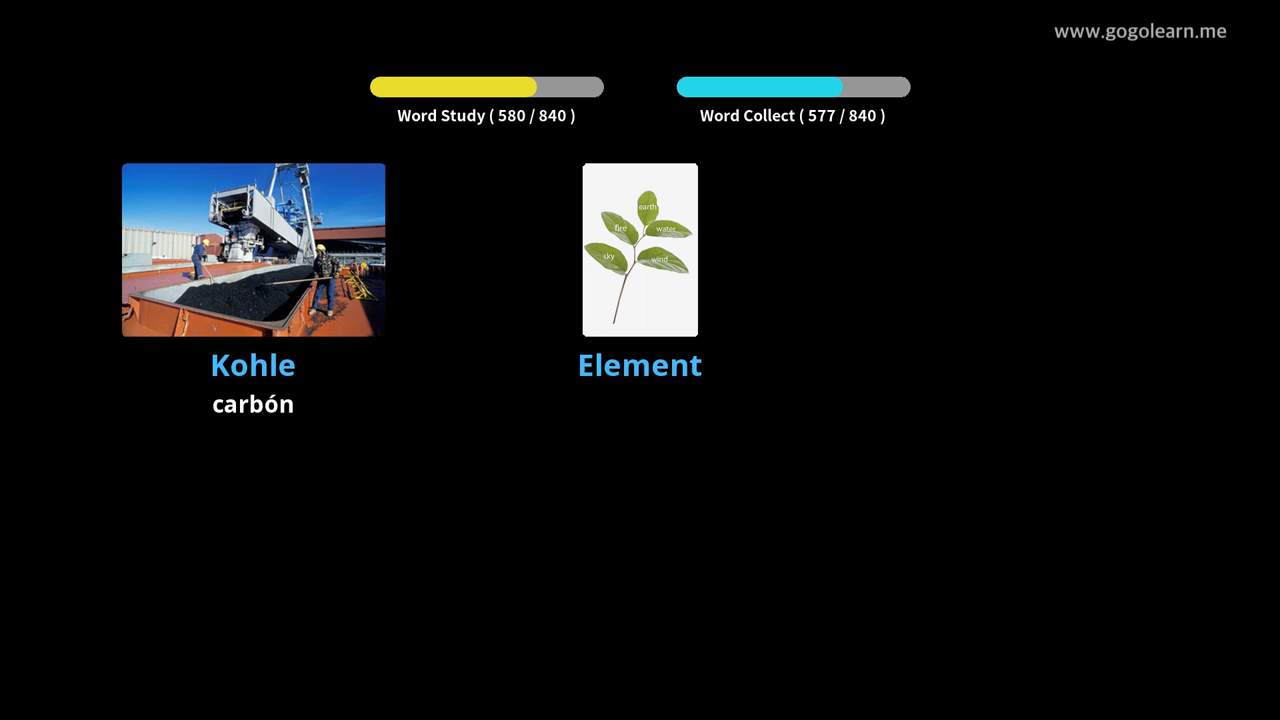 www.gogolearn.me
Word Study ( 580 / 840 )
Word Collect ( 577 / 840 )
earth
fire
water
sky
wind
Kohle
Element
carbón